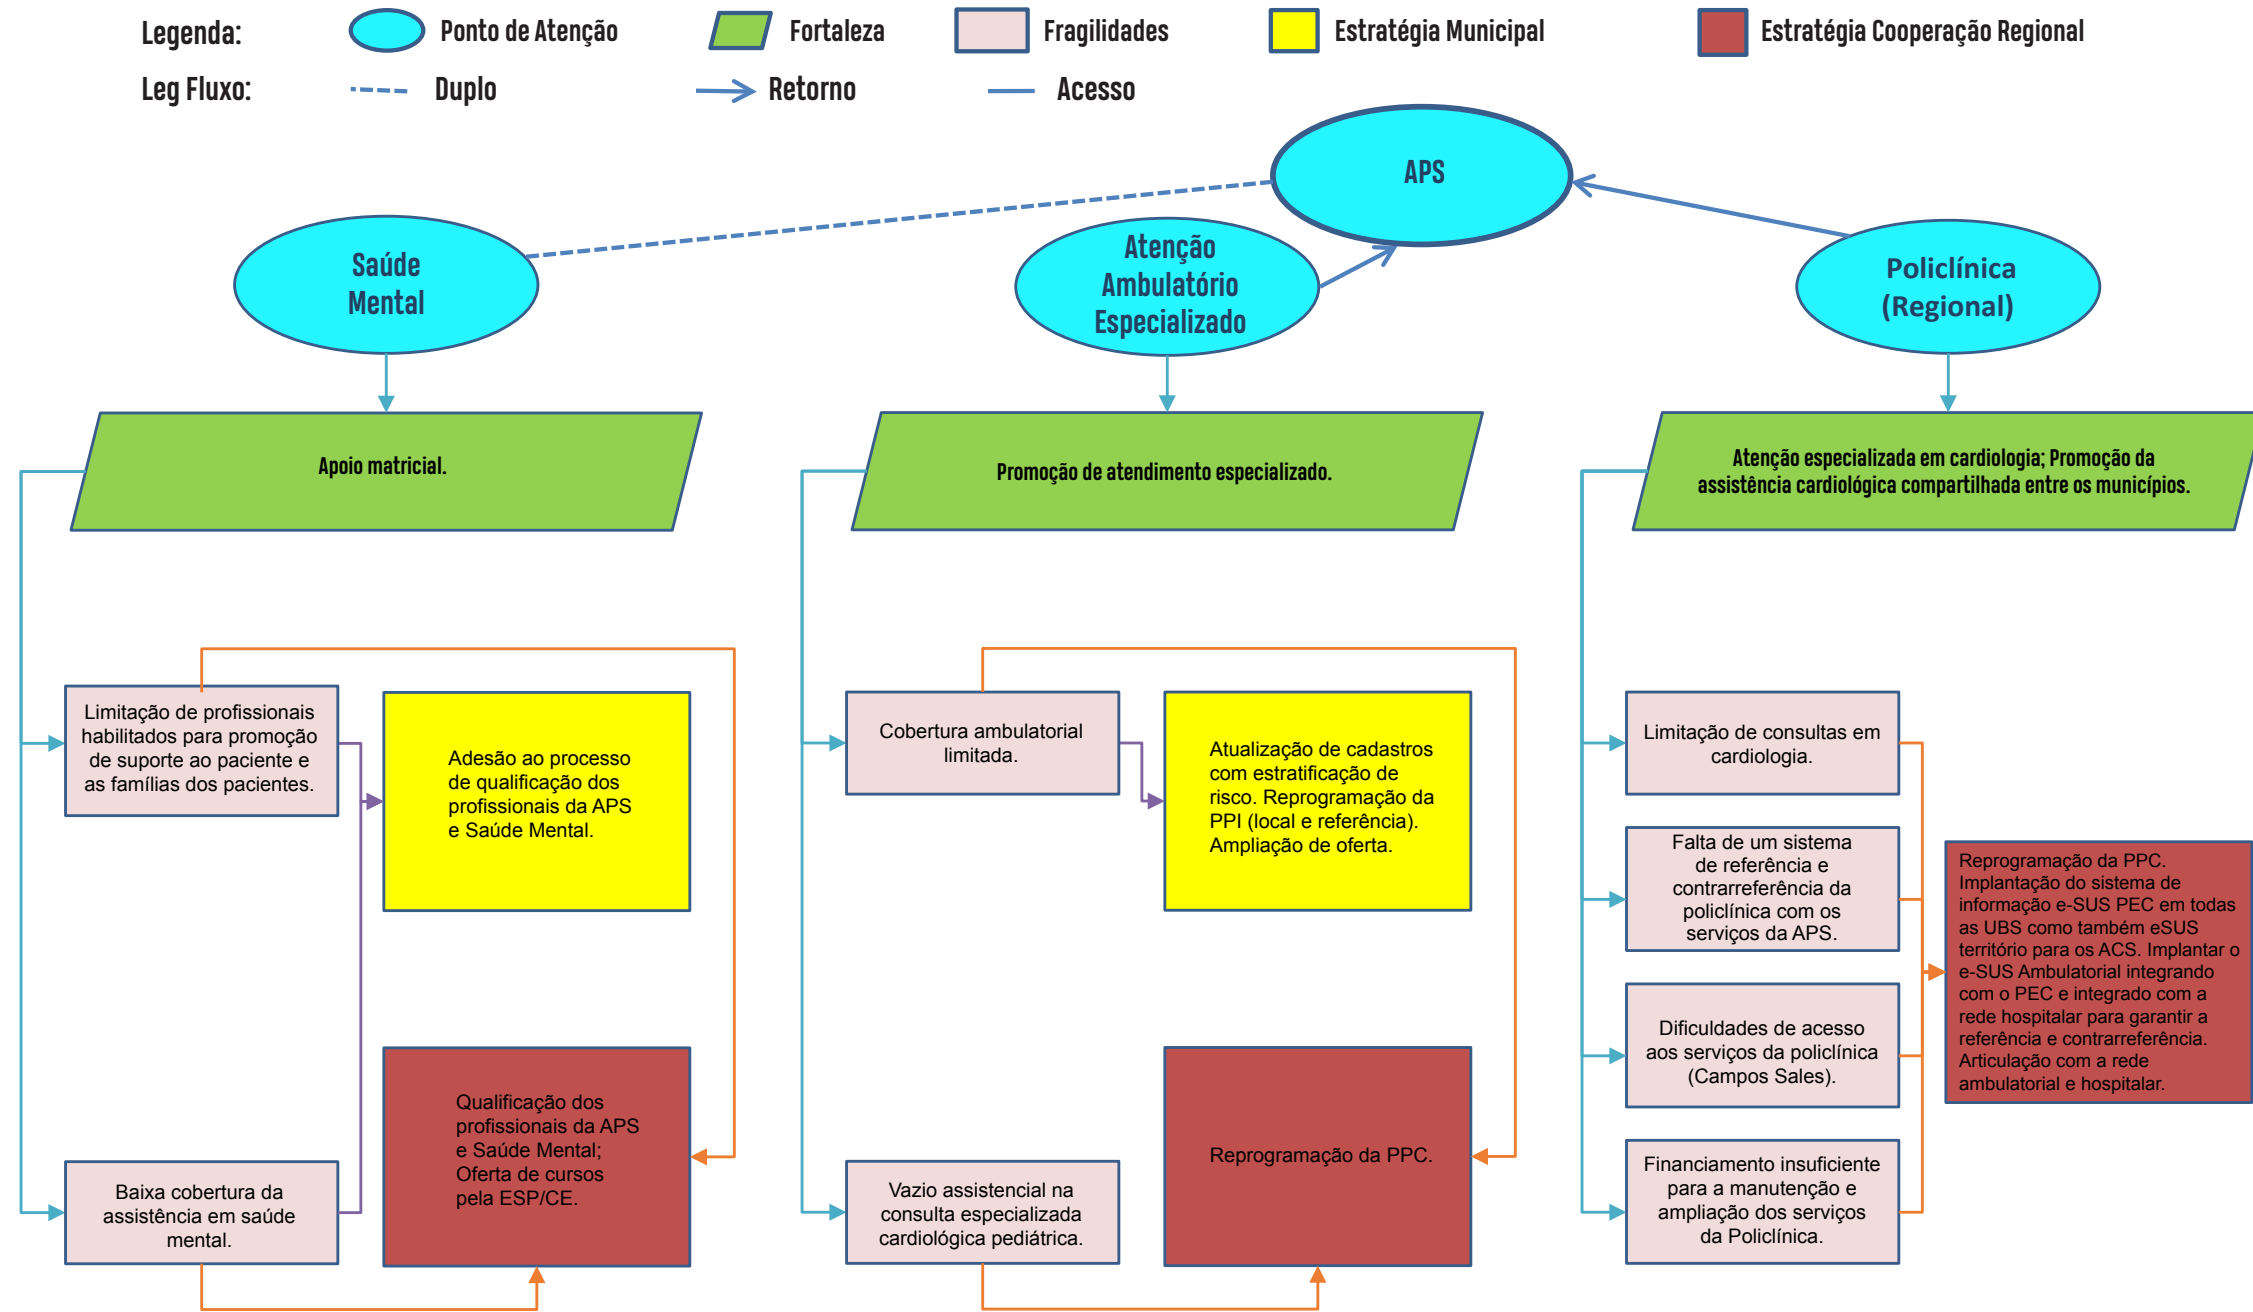 Legenda:
Ponto de Atenção
Fortaleza
Fragilidades
Estratégia Municipal
Estratégia Cooperação Regional
Leg Fluxo:
Duplo
Retorno
Acesso
APS
Saúde
Mental
Atenção
Ambulatório
Especializado
Policlínica
(Regional)
Apoio matricial.
Promoção de atendimento especializado.
Atenção especializada em cardiologia; Promoção da
assistência cardiológica compartilhada entre os municípios.
Limitação de profissionais
habilitados para promoção
de suporte ao paciente e
as famílias dos pacientes.
Adesão ao processo
de qualificação dos
profissionais da APS
e Saúde Mental.
Qualificação dos
profissionais da APS
e Saúde Mental;
Oferta de cursos
pela ESP/CE.
Baixa cobertura da
assistência em saúde
mental.
Cobertura ambulatorial
limitada.
Atualização de cadastros
com estratificação de
risco. Reprogramação da
PPI (local e referência).
Ampliação de oferta.
Reprogramação da PPC.
Vazio assistencial na
consulta especializada
cardiológica pediátrica.
Limitação de consultas em
cardiologia.
Falta de um sistema
de referência e
contrarreferência da
policlínica com os
serviços da APS.
Dificuldades de acesso
aos serviços da policlínica
(Campos Sales).
Financiamento insuficiente
para a manutenção e
ampliação dos serviços
da Policlínica.
Reprogramação da PPC.
Implantação do sistema de
informação e-SUS PEC em todas
as UBS como também eSUS
território para os ACS. Implantar o
e-SUS Ambulatorial integrando
com o PEC e integrado com a
rede hospitalar para garantir a
referência e contrarreferência.
Articulação com a rede
ambulatorial e hospitalar.